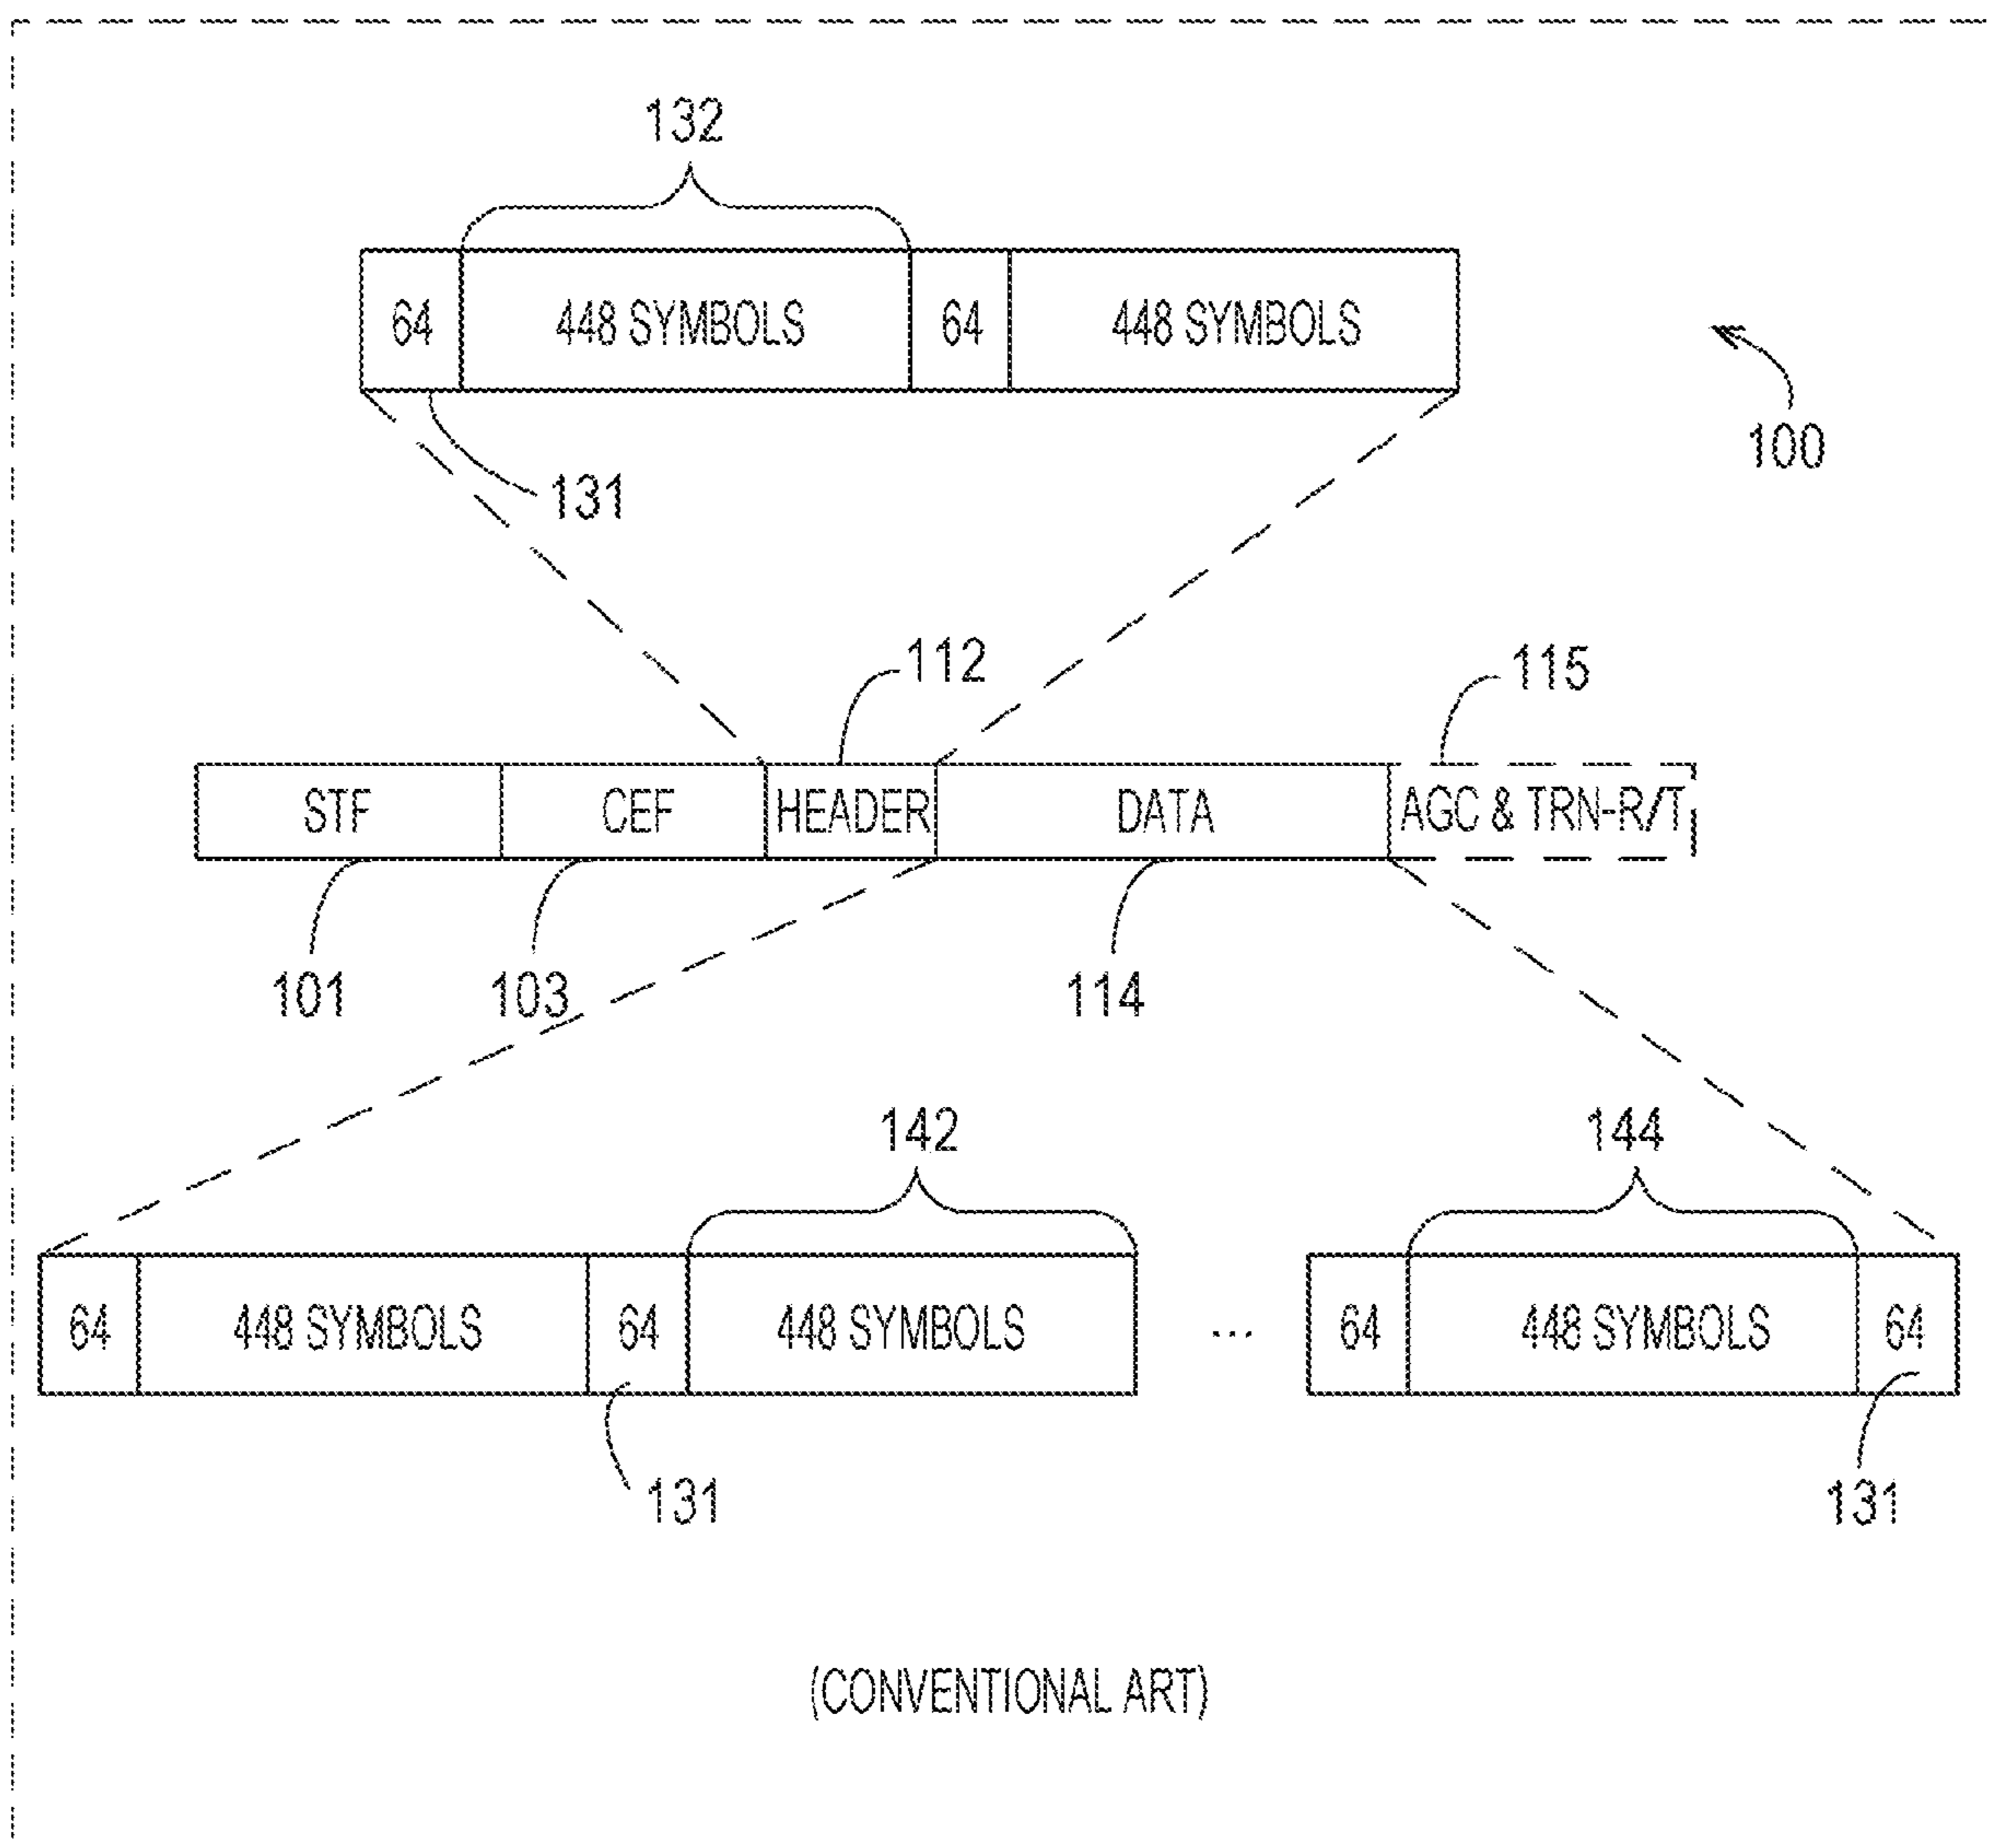 132
64 448 SYMBOLS 64 448 SYMBOLS
100
131
112
115
STF CEF HEADER DATA AGC & TRN-R/T
101 103 114
142 144
64 448 SYMBOLS 64 448 SYMBOLS ... 64 448 SYMBOLS 64
131 131
(CONVENTIONAL ART)